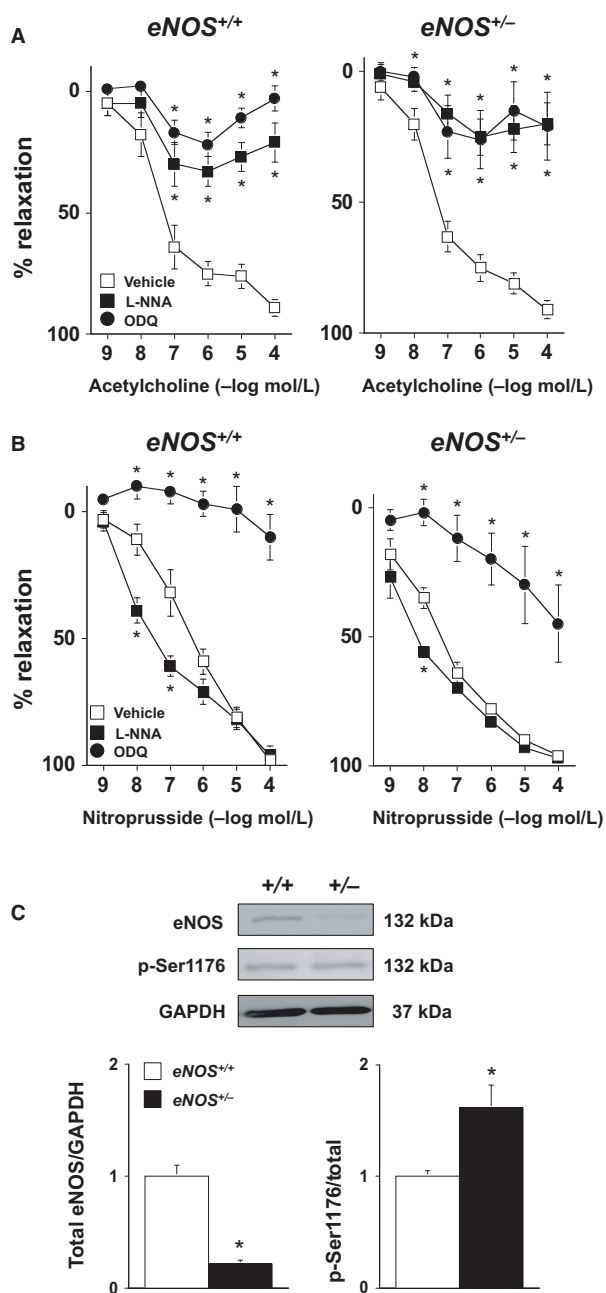 A
eNOS+/+
eNOS+/–
0
50
100
% relaxation
Vehicle
L-NNA
ODQ
9 8 7 6 5 4
Acetylcholine (–log mol/L)
* * * *
* * * *
0
50
100
* * * * *
* * * *
9 8 7 6 5 4
Acetylcholine (–log mol/L)
B
eNOS+/+
eNOS+/–
0
50
100
% relaxation
* * * * *
* *
Vehicle
L-NNA
ODQ
9 8 7 6 5 4
Nitroprusside (–log mol/L)
0
50
100
* * * * *
*
9 8 7 6 5 4
Nitroprusside (–log mol/L)
C
+/+ +/–
eNOS 132 kDa
p-Ser1176 132 kDa
GAPDH 37 kDa
2
1
0
Total eNOS/GAPDH
eNOS+/+
eNOS+/–
*
2
1
0
p-Ser1176/total
*